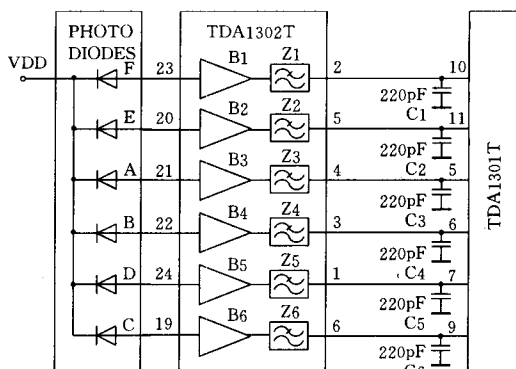 PHOTO
DIODES
TDA1302T
VDD
F
23
B1
Z1
2
10
220pF
C1
E
20
B2
Z2
5
11
220pF
C2
A
21
B3
Z3
4
5
220pF
C3
B
22
B4
Z4
3
6
220pF
C4
D
24
B5
Z5
1
7
220pF
C5
C
19
B6
Z6
6
9
220pF
TDA1301T